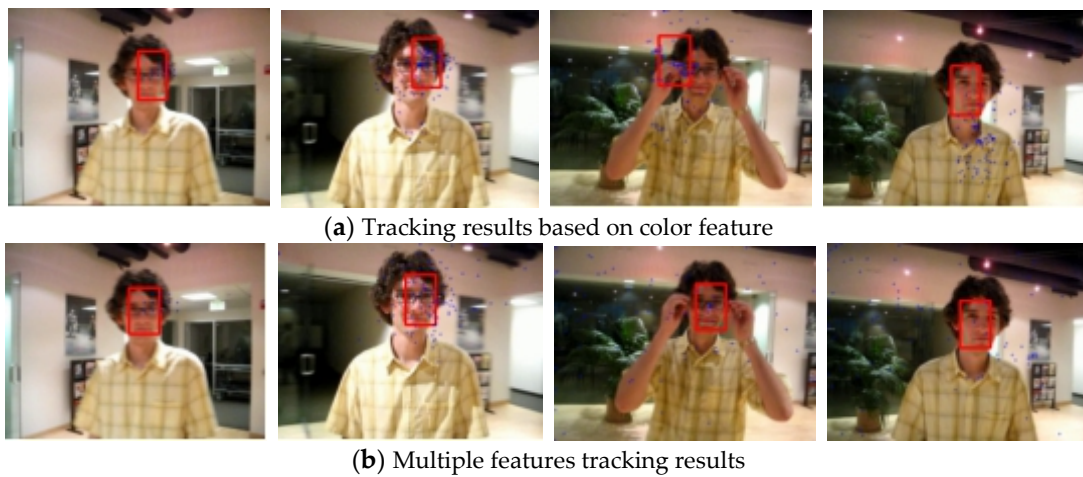 (a) Tracking results based on color feature
(b) Multiple features tracking results